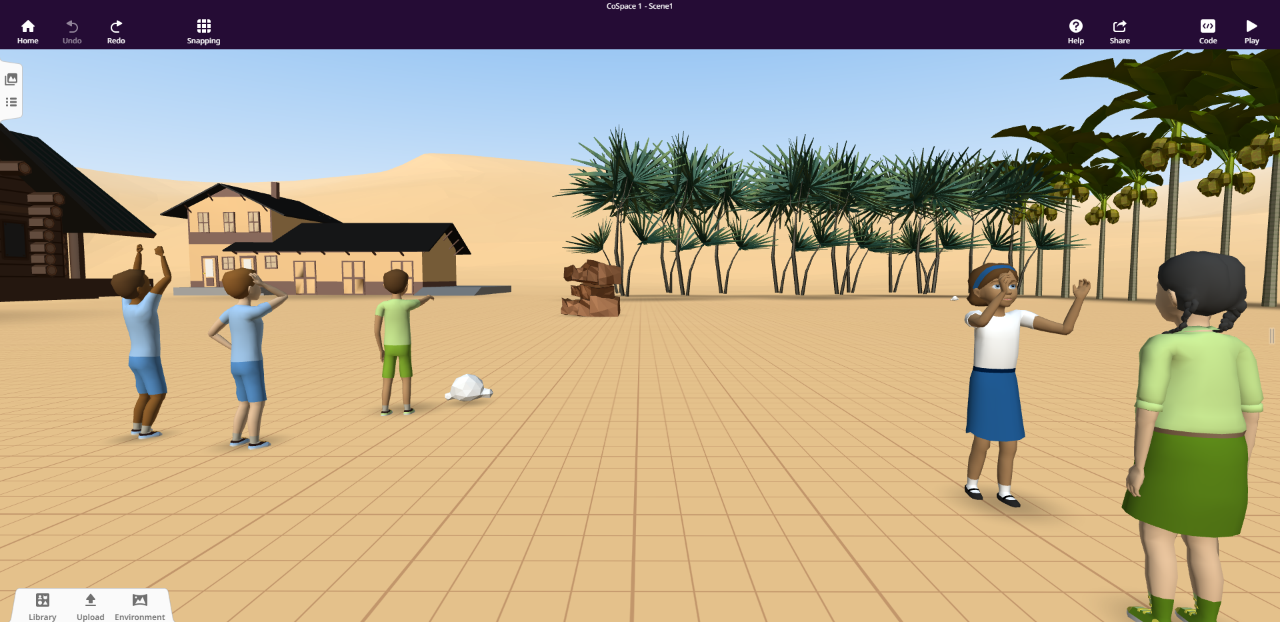 CoSpace 1 - Scene1
Home
Undo
Redo
Snapping
Help
Share
Code
Play
Library
Upload
Environment